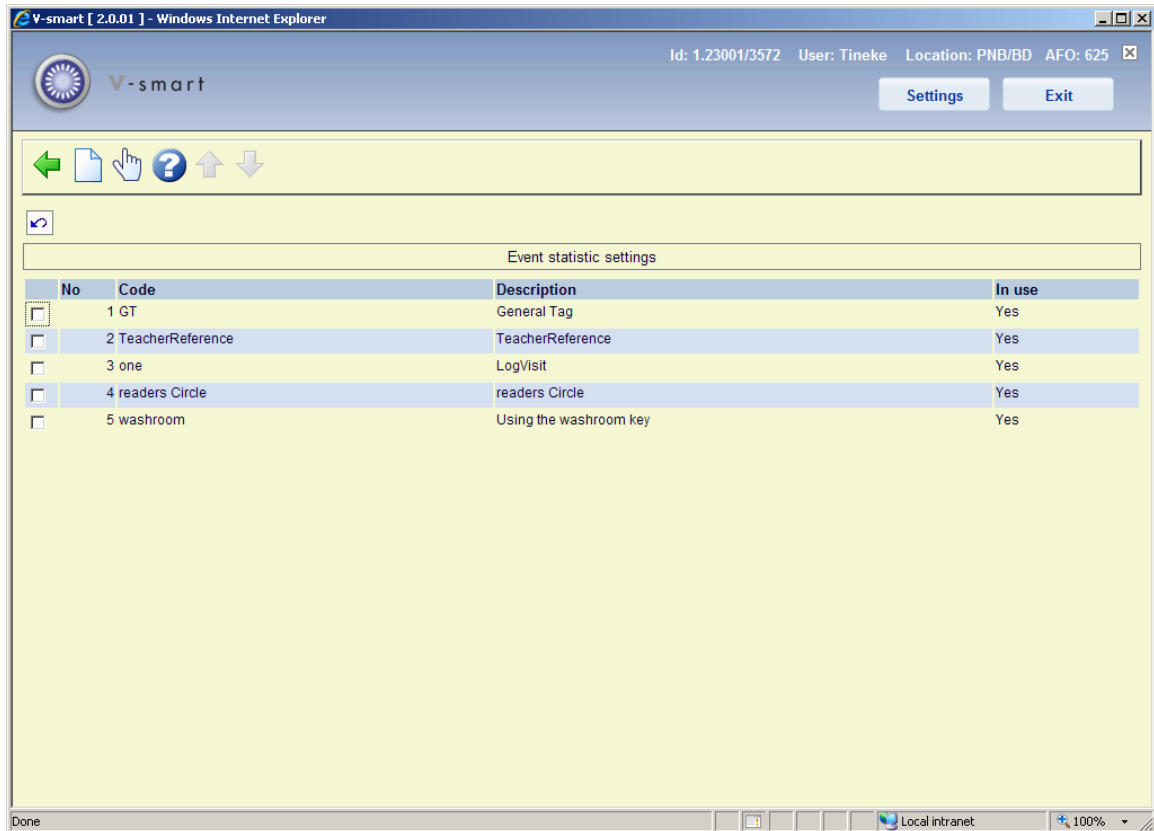 V-smart [ 2.0.01 ] - Windows Internet Explorer
Id: 1.23001/3572 User: Tineke Location: PNB/BD AFO: 625
V-smart
Settings Exit
Event statistic settings
No Code Description In use
1 GT General Tag Yes
2 TeacherReference TeacherReference Yes
3 one LogVisit Yes
4 readers Circle readers Circle Yes
5 washroom Using the washroom key Yes
Done Local intranet 100%